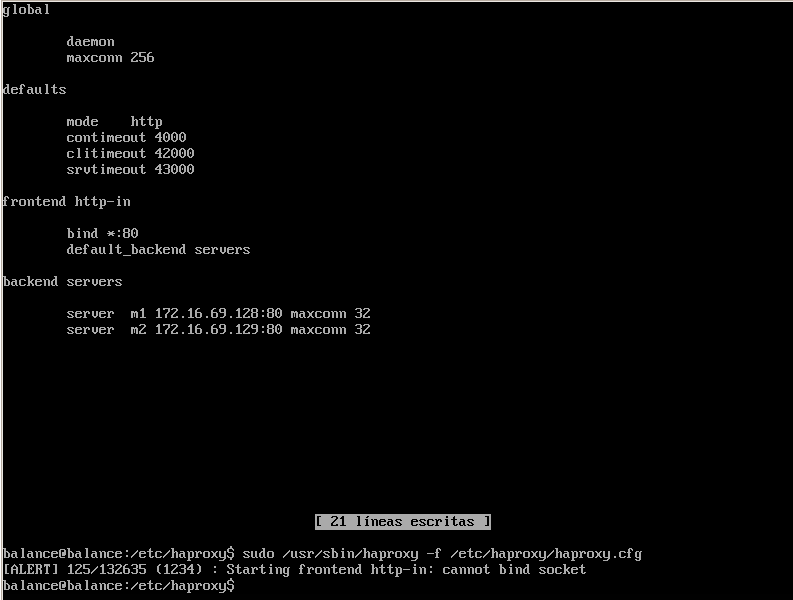 global
daemon
maxconn 256
defaults
mode    http
contimeout 4000
clitimeout 42000
srvtimeout 43000
frontend http-in
bind *:80
default_backend servers
backend servers
server  m1 172.16.69.128:80 maxconn 32
server  m2 172.16.69.129:80 maxconn 32
[ 21 líneas escritas ]
balance@balance:/etc/haproxy$ sudo /usr/sbin/haproxy -f /etc/haproxy/haproxy.cfg
[ALERT] 125/132635 (1234) : Starting frontend http-in: cannot bind socket
balance@balance:/etc/haproxy$